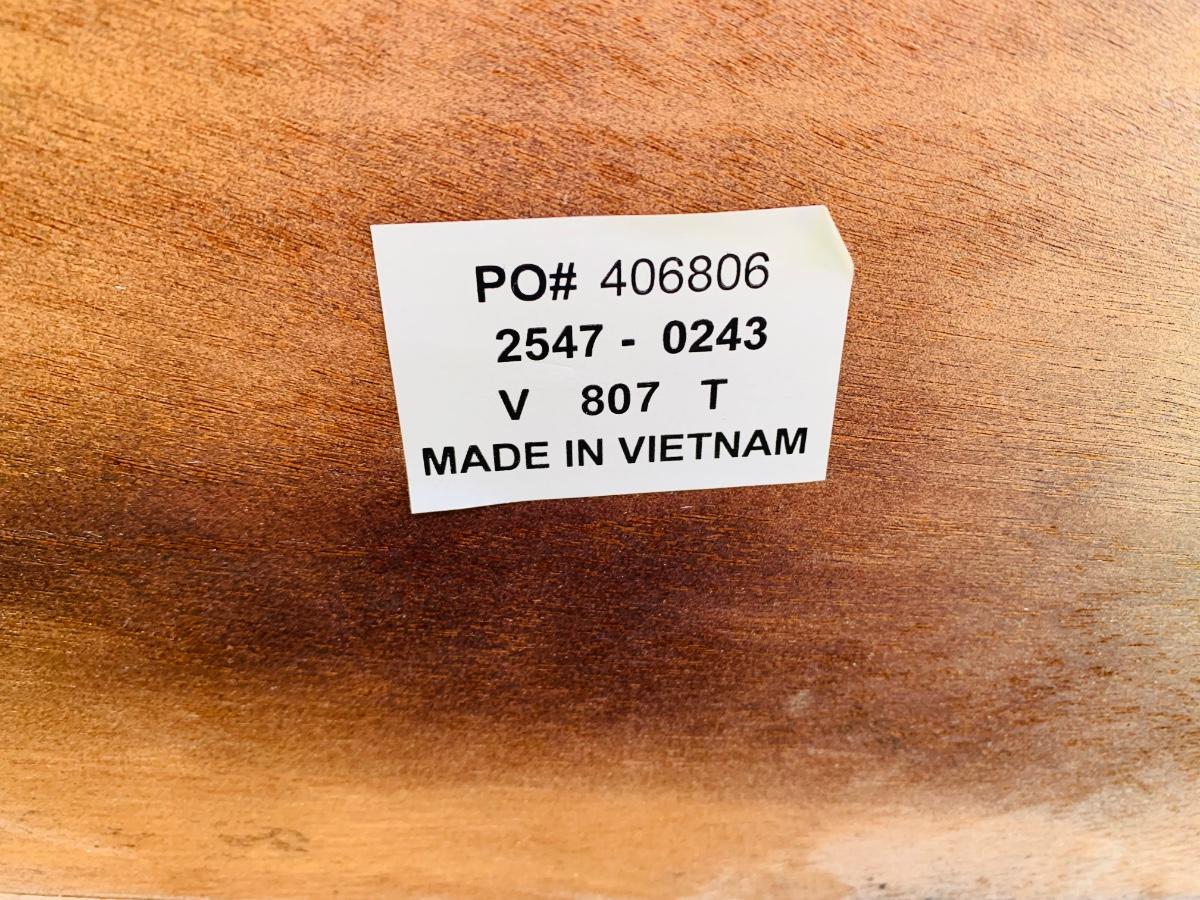 PO# 406806
2547 - 0243
V 807 T
MADE IN VIETNAM